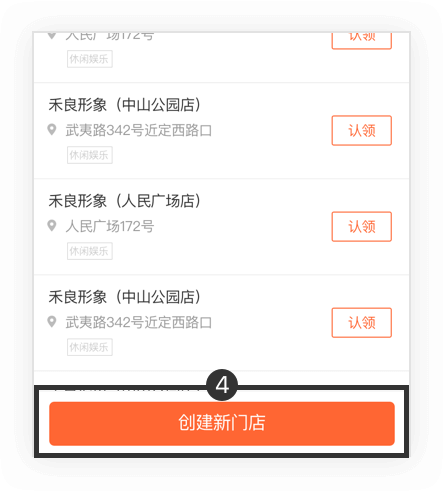 人民广场172号
认领
休闲娱乐
禾良形象（中山公园店）
武夷路342号近定西路口
认领
休闲娱乐
禾良形象（人民广场店）
人民广场172号
认领
休闲娱乐
禾良形象（中山公园店）
武夷路342号近定西路口
认领
休闲娱乐
4
创建新门店